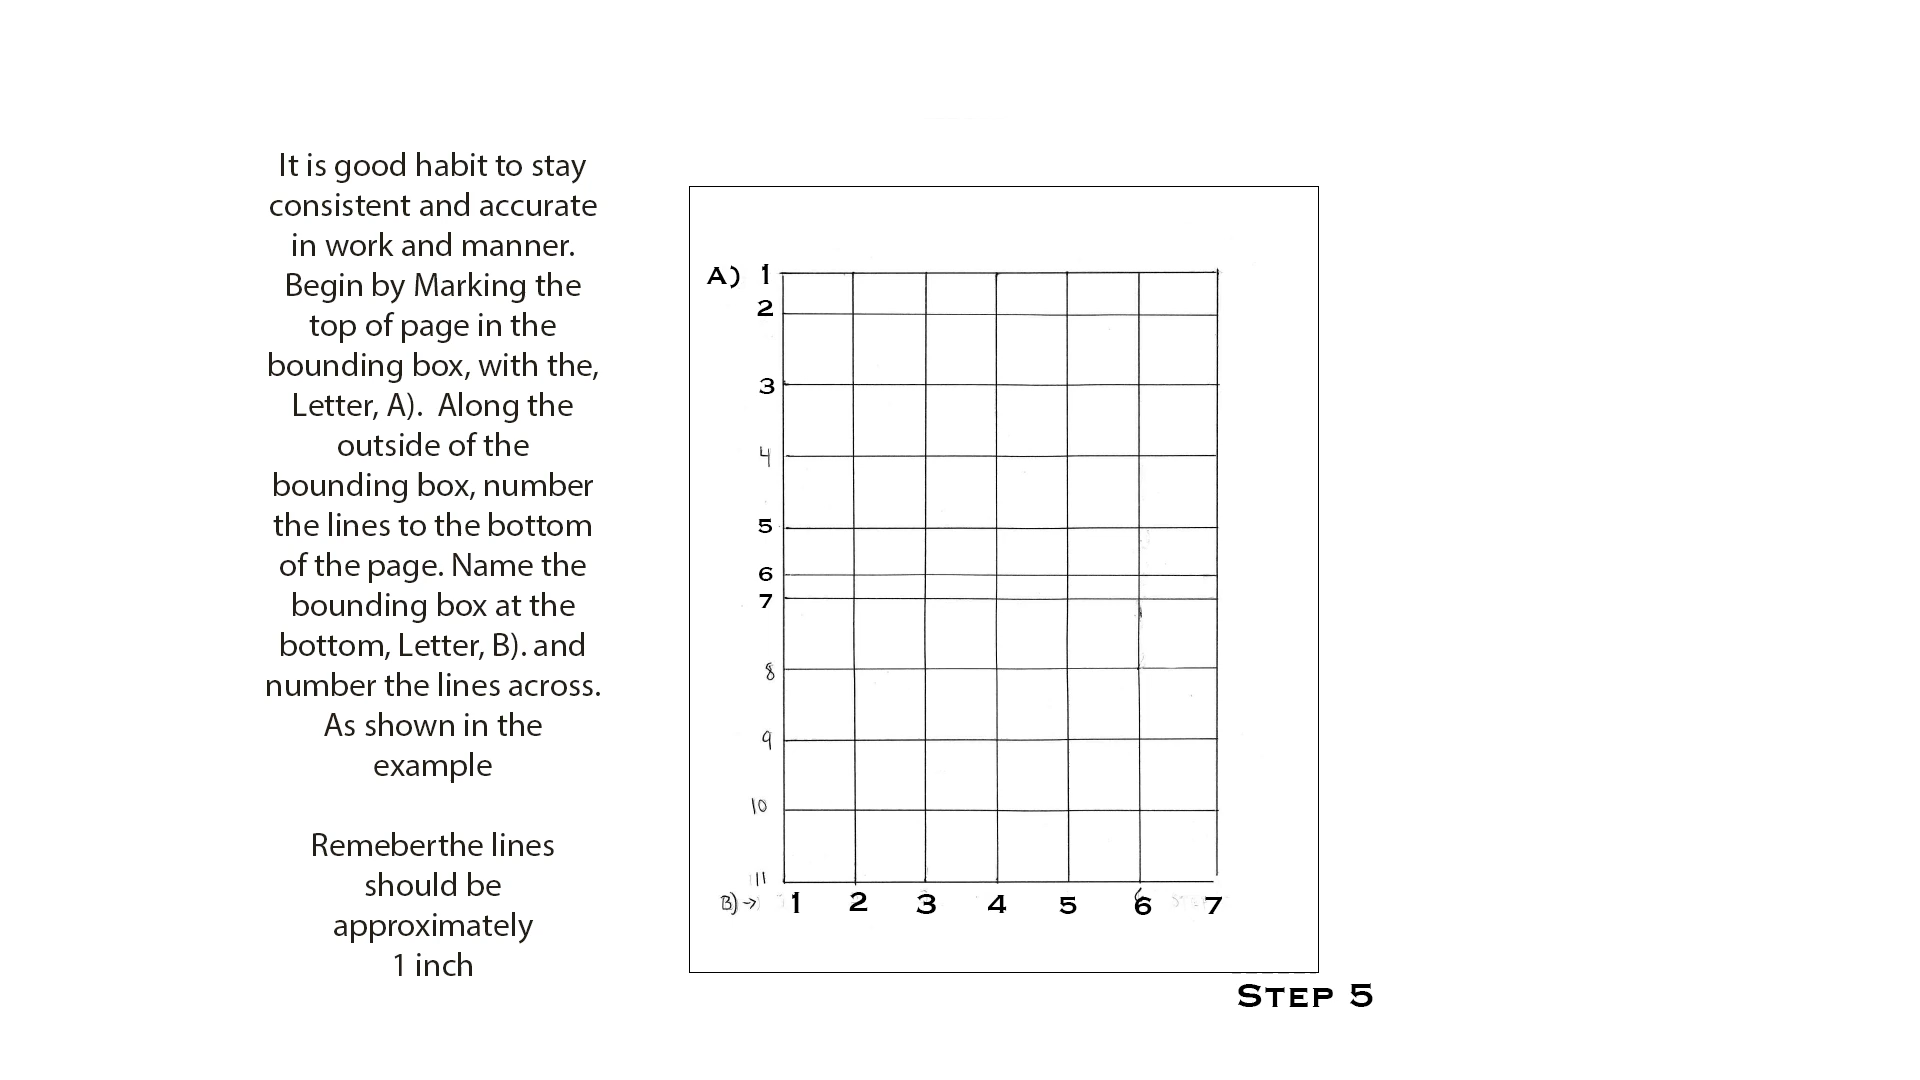 It is good habit to stay
consistent and accurate
in work and manner.
Begin by Marking the
top of page in the
bounding box, with the,
Letter, A).  Along the
outside of the
bounding box, number
the lines to the bottom
of the page. Name the
bounding box at the
bottom, Letter, B). and
number the lines across.
As shown in the
example
Remeberthe lines
should be
approximately
1 inch
A) 1
2
3
4
5
6
7
8
9
10
11
B) → 1 2 3 4 5 6 7
Step 5